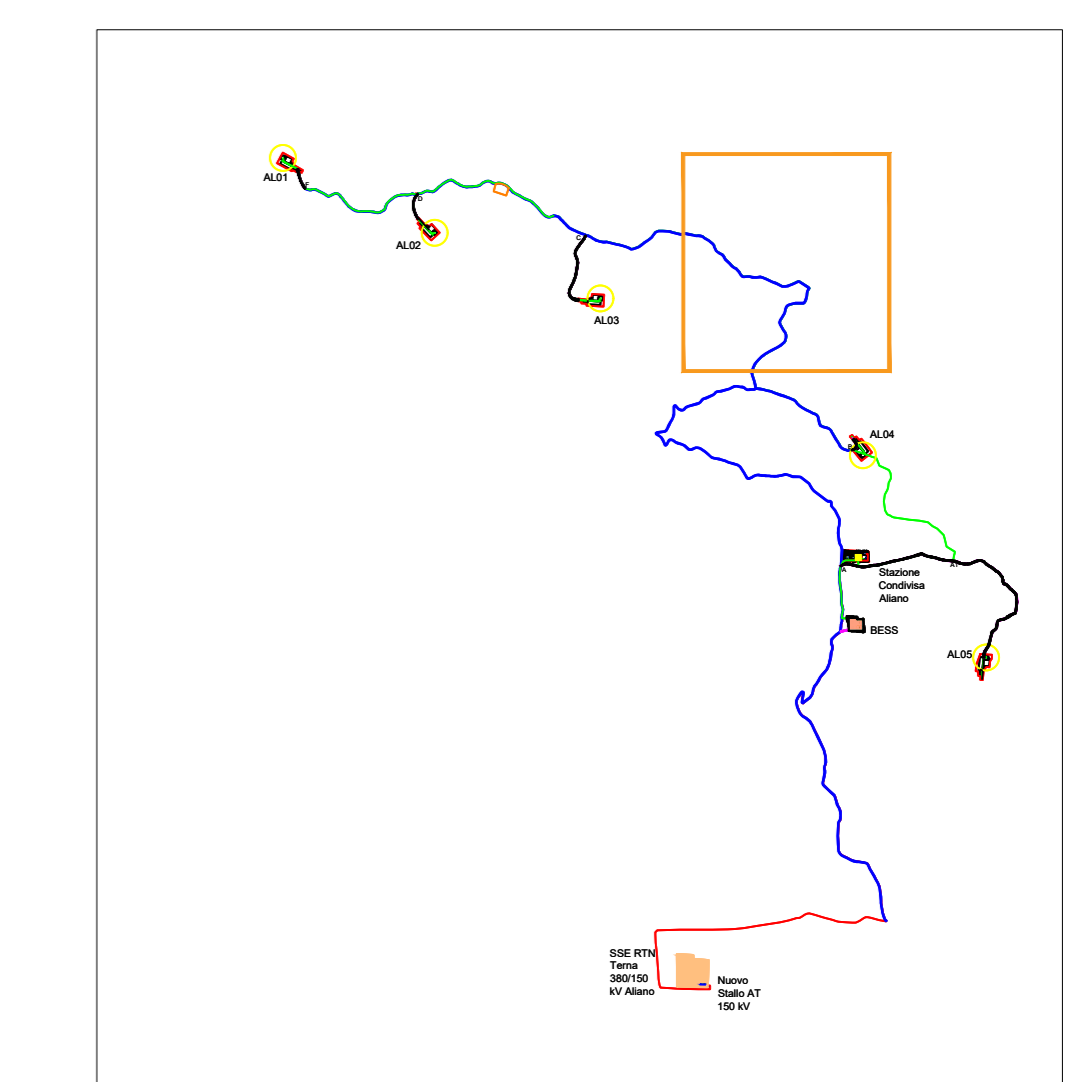 AL01
F
D
AL02
C
AL03
AL04
B
A
A1
Stazione
Condivisa
Aliano
BESS
AL05
SSE RTN
Terna
380/150
kV Aliano
Nuovo
Stallo AT
150 kV